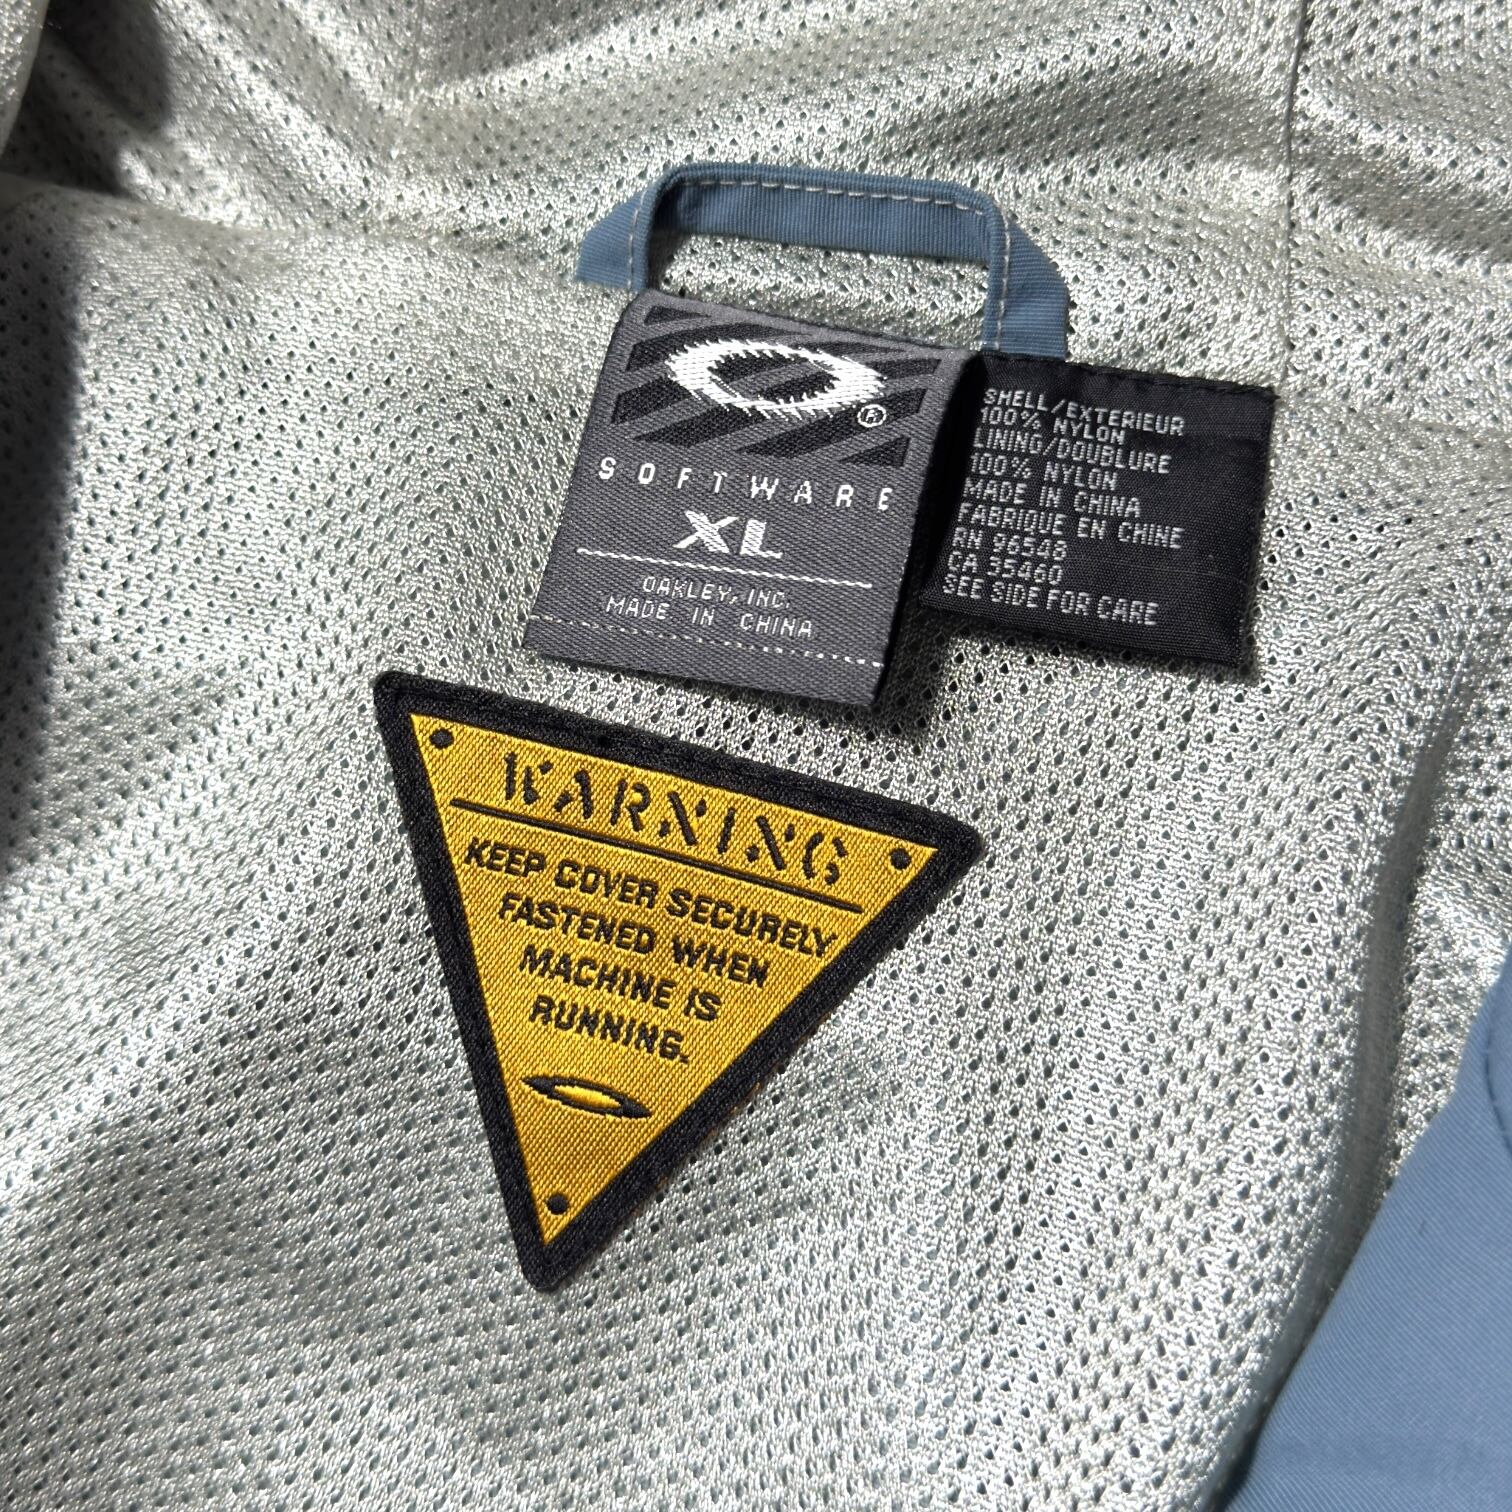 ®
SOFTWARE
XL
OAKLEY, INC.
MADE IN CHINA
SHELL/EXTERIEUR
100% NYLON
LINING/DOUBLURE
100% NYLON
MADE IN CHINA
FABRIQUE EN CHINE
RN 96548
CA 35460
SEE SIDE FOR CARE
WARNING
KEEP COVER SECURELY
FASTENED WHEN
MACHINE IS
RUNNING.